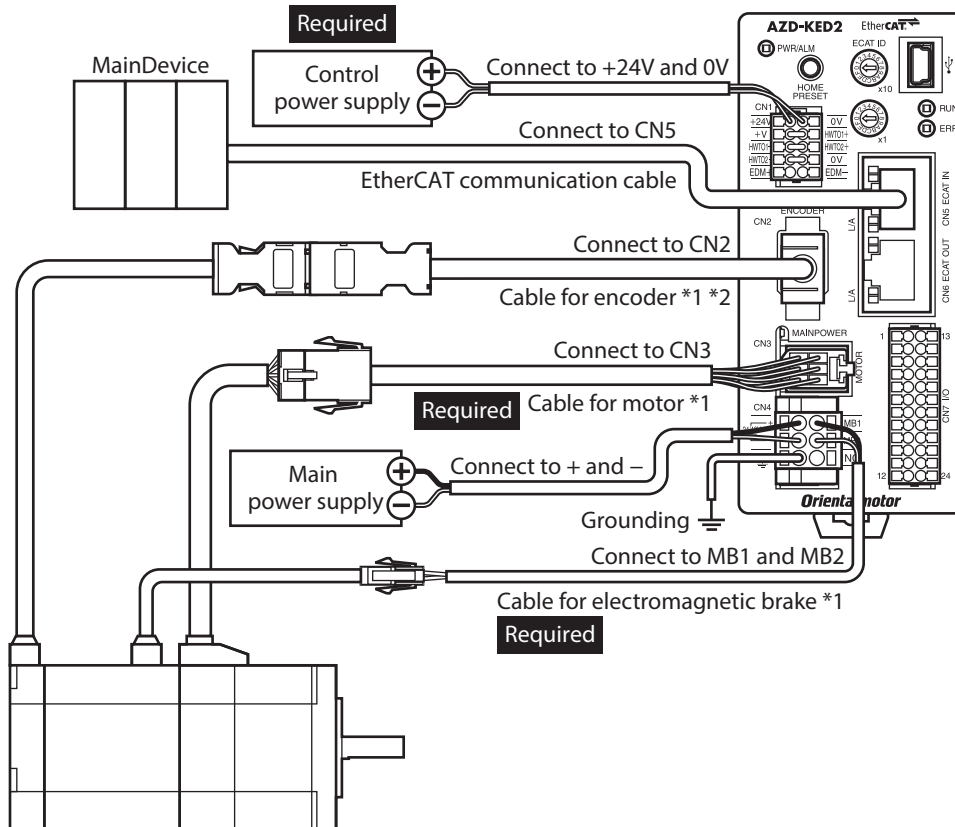 Required
AZD-KED2
EtherCAT
PWR/ALM
ECAT ID
x10
HOME
PRESET
RUN
x1
MainDevice
Control
power supply
Connect to +24V and 0V
CN1
+24V
0V
+V
HWTO1+
HWTO1-
HWTO2+
HWTO2-
0V
EDM-
Connect to CN5
EtherCAT communication cable
L/A
CN5 ECAT IN
ENCODER
CN2
Connect to CN2
Cable for encoder *1 *2
L/A
CN6 ECAT OUT
MAINPOWER
CN3
MOTOR
Connect to CN3
Required
Cable for motor *1
1
13
CN7 I/O
12
24
CN4
MB1
Main
power supply
Connect to + and −
Grounding
Orientalmotor
Connect to MB1 and MB2
Cable for electromagnetic brake *1
Required